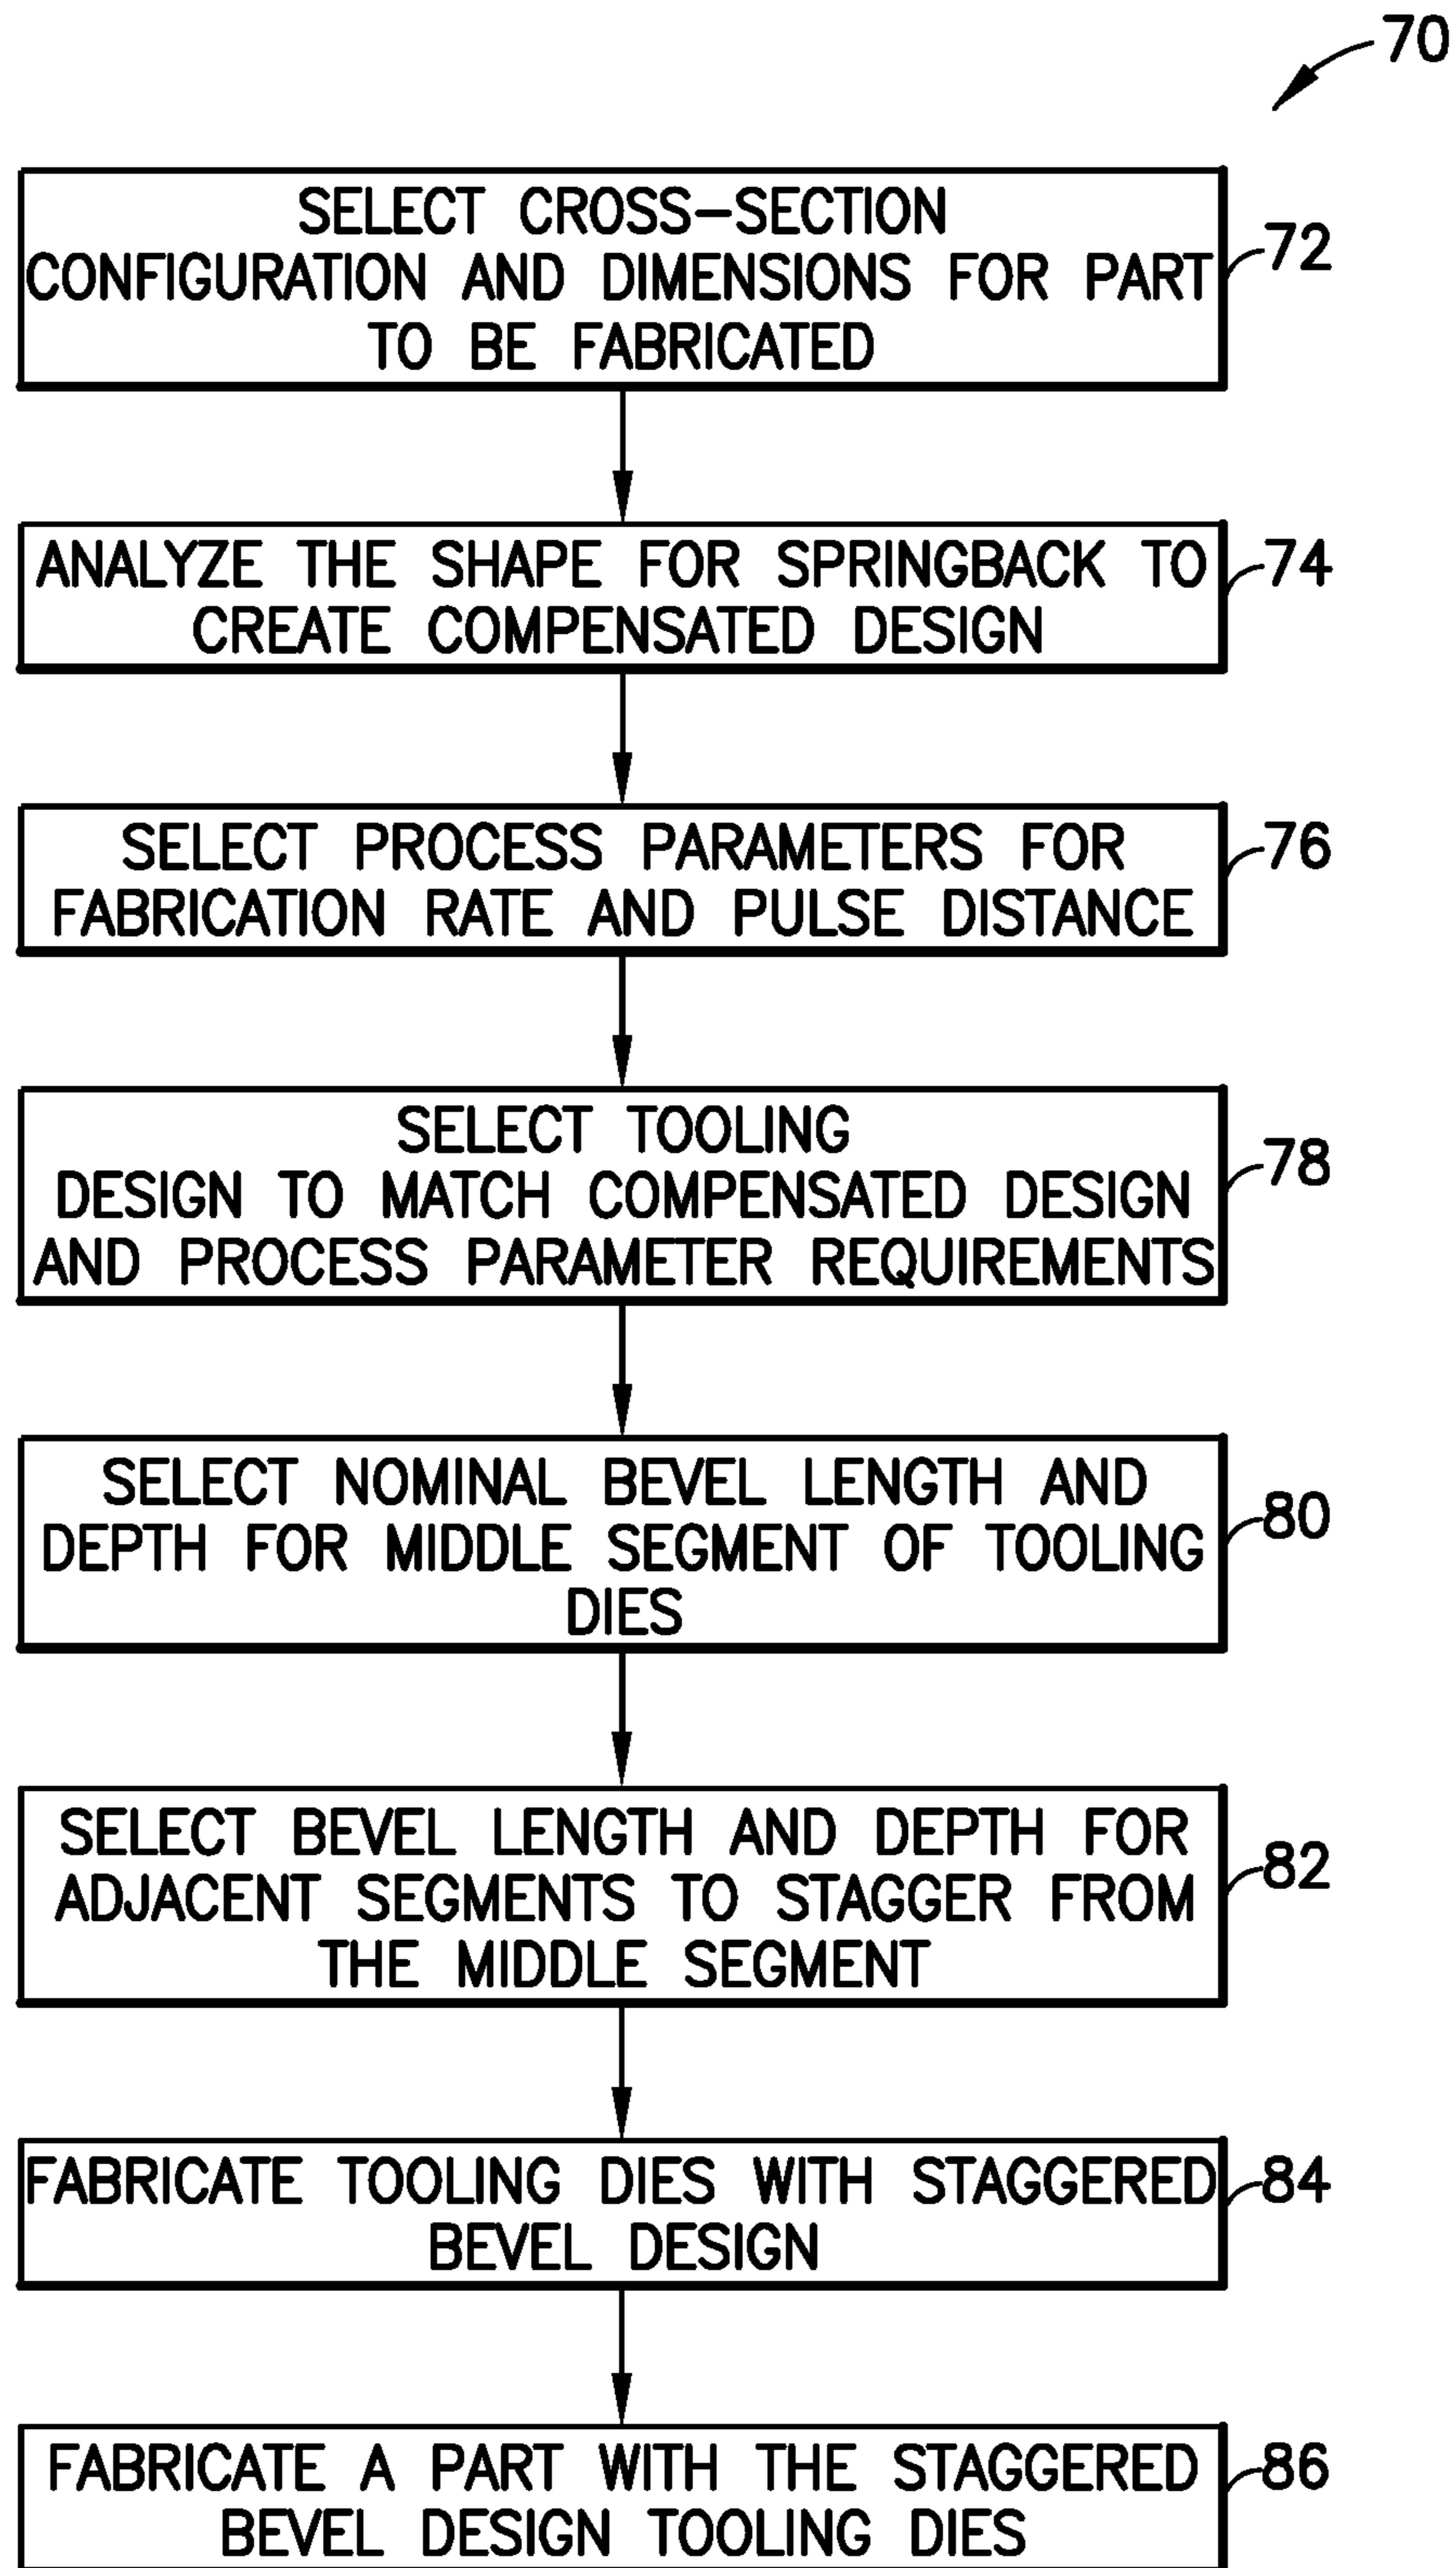 70
SELECT CROSS-SECTION
CONFIGURATION AND DIMENSIONS FOR PART
TO BE FABRICATED
72
ANALYZE THE SHAPE FOR SPRINGBACK TO
CREATE COMPENSATED DESIGN
74
SELECT PROCESS PARAMETERS FOR
FABRICATION RATE AND PULSE DISTANCE
76
SELECT TOOLING
DESIGN TO MATCH COMPENSATED DESIGN
AND PROCESS PARAMETER REQUIREMENTS
78
SELECT NOMINAL BEVEL LENGTH AND
DEPTH FOR MIDDLE SEGMENT OF TOOLING
DIES
80
SELECT BEVEL LENGTH AND DEPTH FOR
ADJACENT SEGMENTS TO STAGGER FROM
THE MIDDLE SEGMENT
82
FABRICATE TOOLING DIES WITH STAGGERED
BEVEL DESIGN
84
FABRICATE A PART WITH THE STAGGERED
BEVEL DESIGN TOOLING DIES
86